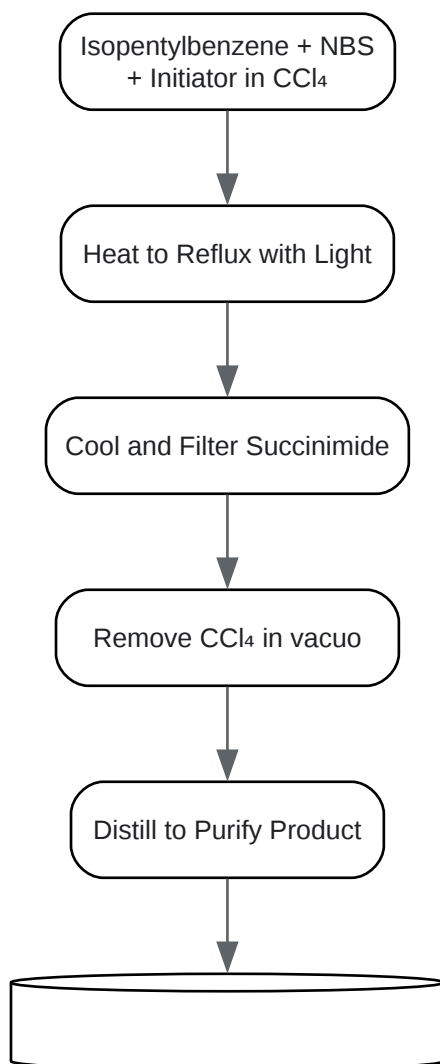 Isopentylbenzene + NBS
+ Initiator in CCl₄
Heat to Reflux with Light
Cool and Filter Succinimide
Remove CCl₄ in vacuo
Distill to Purify Product